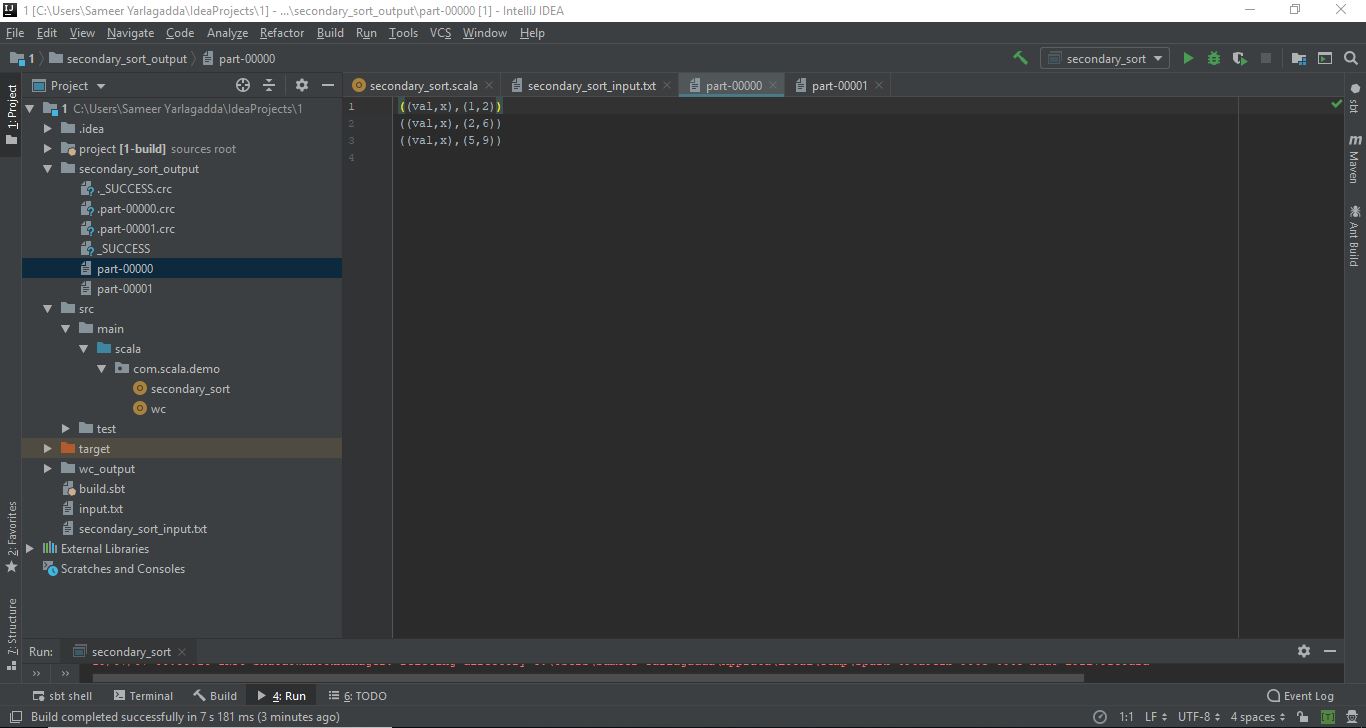 1 [C:\Users\Sameer Yarlagadda\IdeaProjects\1] - ...\secondary_sort_output\part-00000 [1] - IntelliJ IDEA
File Edit View Navigate Code Analyze Refactor Build Run Tools VCS Window Help
1 secondary_sort_output part-00000
secondary_sort
Project
secondary_sort.scala secondary_sort_input.txt part-00000 part-00001
1: Project
1 C:\Users\Sameer Yarlagadda\IdeaProjects\1
.idea
project [1-build] sources root
secondary_sort_output
._SUCCESS.crc
.part-00000.crc
.part-00001.crc
_SUCCESS
part-00000
part-00001
src
main
scala
com.scala.demo
secondary_sort
wc
test
target
wc_output
build.sbt
input.txt
secondary_sort_input.txt
External Libraries
Scratches and Consoles
2: Favorites
7: Structure
1 ((val,x),(1,2))
2 ((val,x),(2,6))
3 ((val,x),(5,9))
4
sbt
Maven
Ant Build
Run: secondary_sort
sbt shell Terminal Build 4: Run 6: TODO Event Log
Build completed successfully in 7 s 181 ms (3 minutes ago) 1:1 LF UTF-8 4 spaces